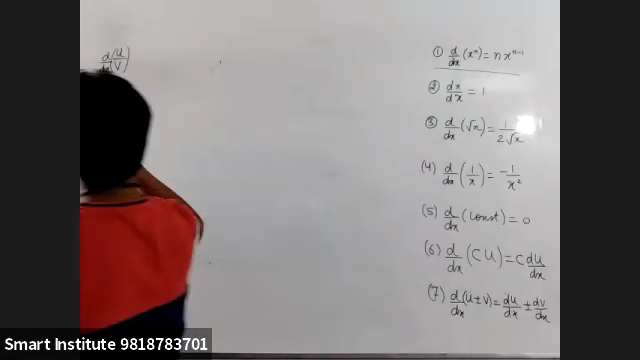 d/dx (U/V)
① d/dx (xⁿ) = n xⁿ⁻¹
② dx/dx = 1
③ d/dx (√x) = 1/2√x
(4) d/dx (1/x) = -1/x²
(5) d/dx (const) = 0
(6) d/dx (CU) = C du/dx
(7) d/dx (u ± v) = du/dx ± dv/dx
Smart Institute 9818783701